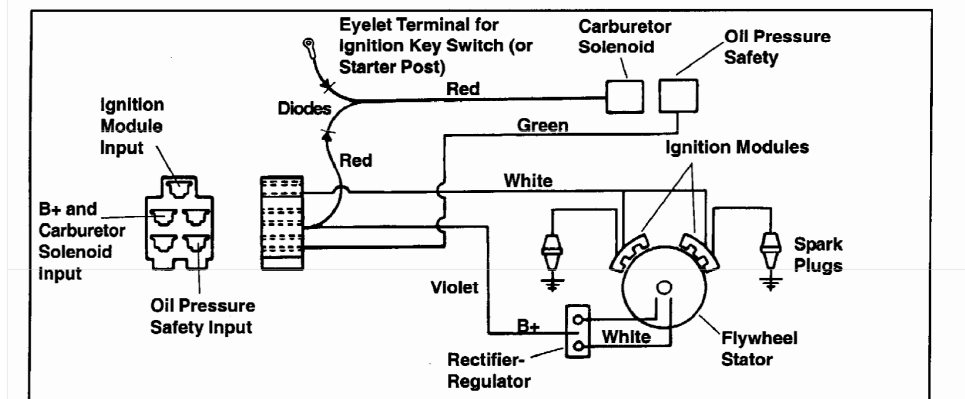 Eyelet Terminal for
Ignition Key Switch (or
Starter Post)
Carburetor
Solenoid
Oil Pressure
Safety
Red
Diodes
Ignition
Module
Input
Green
Ignition Modules
Red
White
B+ and
Carburetor
Solenoid
Input
Spark
Plugs
Violet
Oil Pressure
Safety Input
B+
White
Flywheel
Stator
Rectifier-
Regulator